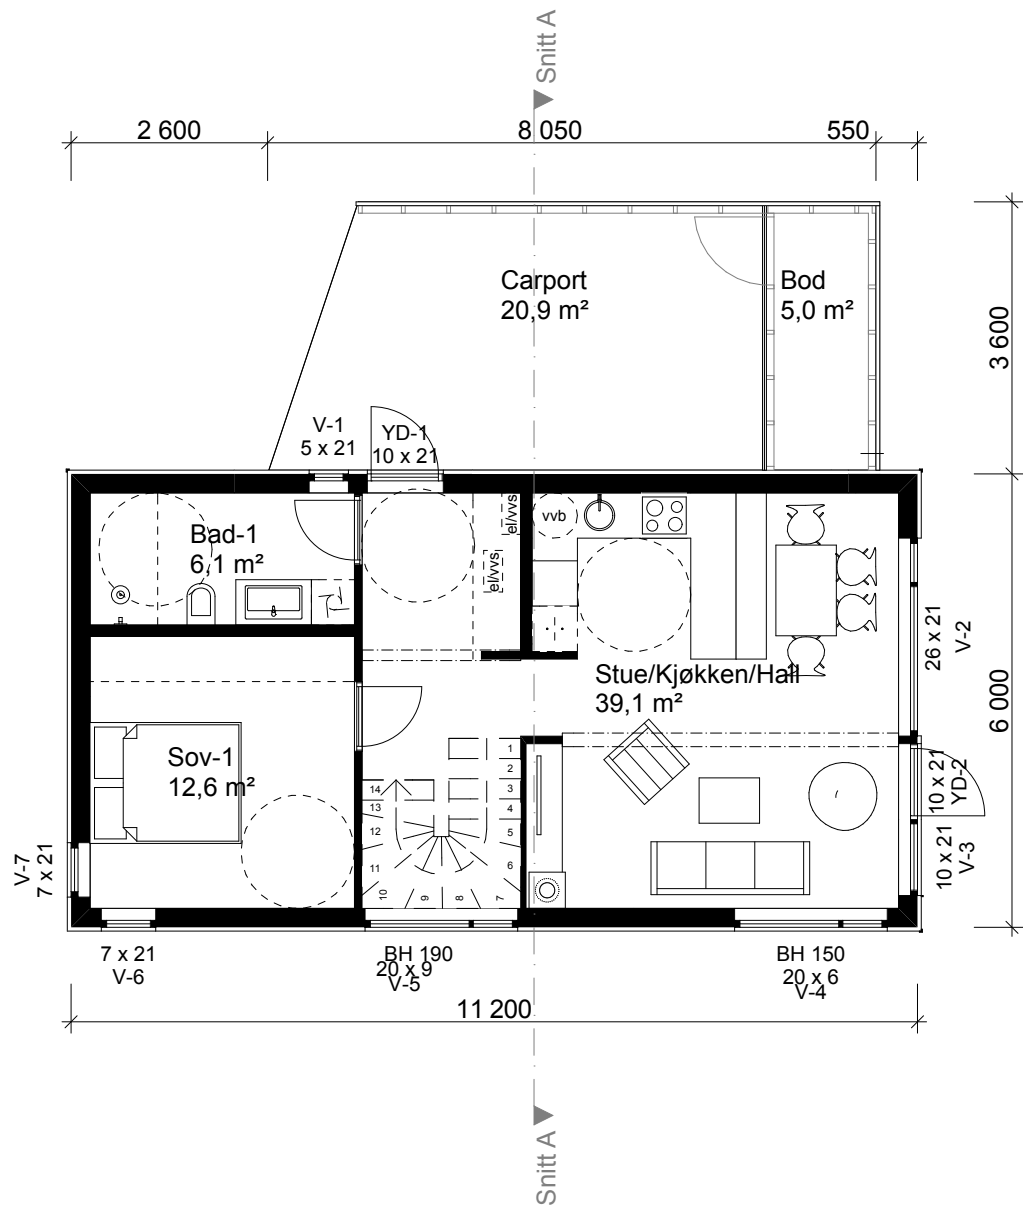 Snitt A
2 600
8 050
550
Carport
20,9 m²
Bod
5,0 m²
3 600
V-1
5 x 21
YD-1
10 x 21
el/vvs
vvb
Bad-1
6,1 m²
el/vvs
26 x 21
V-2
Stue/Kjøkken/Hall
39,1 m²
6 000
Sov-1
12,6 m²
1
2
3
4
5
6
7
8
9
10
11
12
13
14
10 x 21
YD-2
10 x 21
V-3
V-7
7 x 21
7 x 21
V-6
BH 190
20 x 9
V-5
BH 150
20 x 6
V-4
11 200
Snitt A